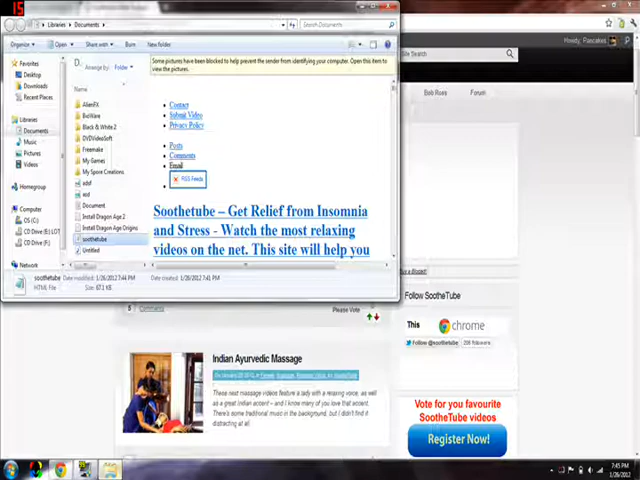 15
Libraries ▸ Documents ▸
Search Documents
Organize
Open
Share with
Burn
New folder
Favorites
Desktop
Downloads
Recent Places
Libraries
Documents
Music
Pictures
Videos
Homegroup
Computer
OS (C:)
CD Drive (E:) LOT
CD Drive (F:)
Network
D...
Arrange by: Folder
Name
AlienFX
BioWare
Black & White 2
DVDVideoSoft
Freemake
My Games
My Spore Creations
asd
Document
Install Dragon Age 2
Install Dragon Age Origins
soothetube
Untitled
Some pictures have been blocked to help prevent the sender from identifying your computer. Open this item to
view the pictures.
Contact
Submit Video
Privacy Policy
Posts
Comments
Email
RSS Feeds
Soothetube – Get Relief from Insomnia
and Stress - Watch the most relaxing
videos on the net. This site will help you
soothetube Date modified: 1/26/2012 7:44 PM
Date created: 1/26/2012 7:41 PM
HTML File
Size: 67.1 KB
Howdy, Pancakes
Site Search
Bob Ross
Forum
Comments
Please Vote
Follow SootheTube
This
chrome
Follow @soothetube
followers
Indian Ayurvedic Massage
These next massage videos feature a lady with a relaxing voice, as well
as a great Indian accent – and I know many of you love that accent.
There's some traditional music in the background, but I didn't find it
distracting at all.
Vote for you favourite
SootheTube videos
Register Now!
7:45 PM
1/26/2012